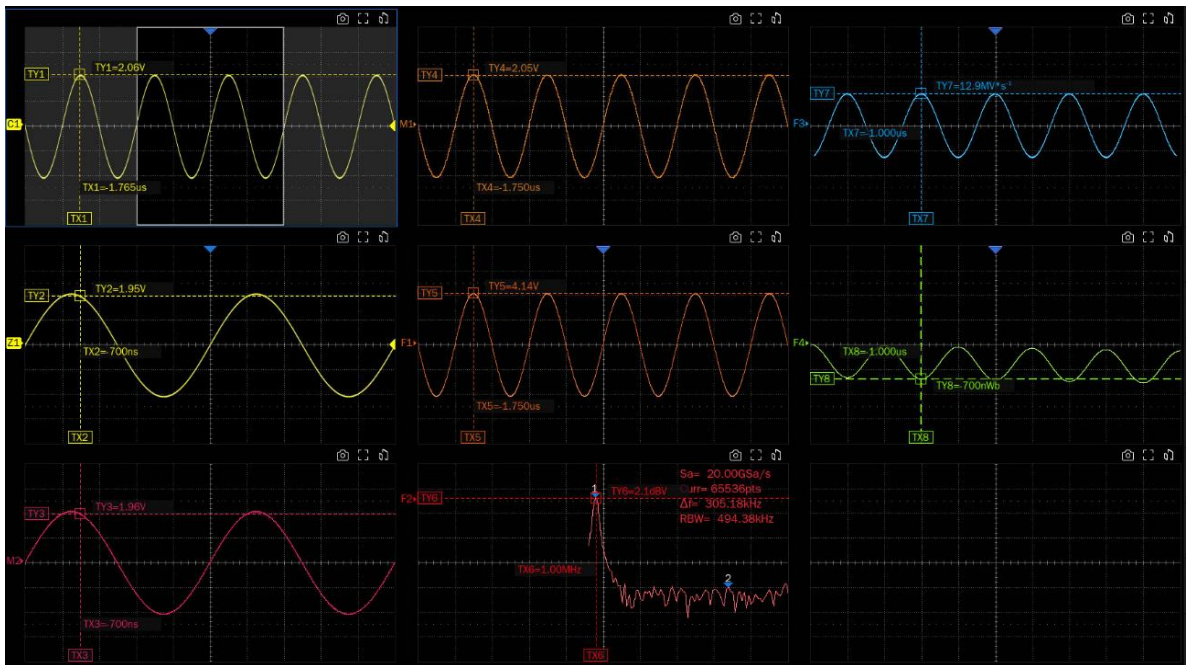 TY1
TY1=2.06V
C1
TX1=-1.765us
TX1
TY4
TY4=2.05V
M1
TX4=-1.750us
TX4
TY7
TY7=12.9MV*s⁻¹
F3
TX7=-1.000us
TX7
TY2
TY2=1.95V
Z1
TX2=-700ns
TX2
TY5
TY5=4.14V
F1
TX5=-1.750us
TX5
F4
TX8=-1.000us
TY8
TY8=-700nWb
TX8
TY3
TY3=1.96V
M2
TX3=-700ns
TX3
Sa= 20.00GSa/s
F2 TY6
1
TY6=2.1dBV
Curr= 65536pts
Δf= 305.18kHz
RBW= 494.38kHz
TX6=1.00MHz
2
TX6